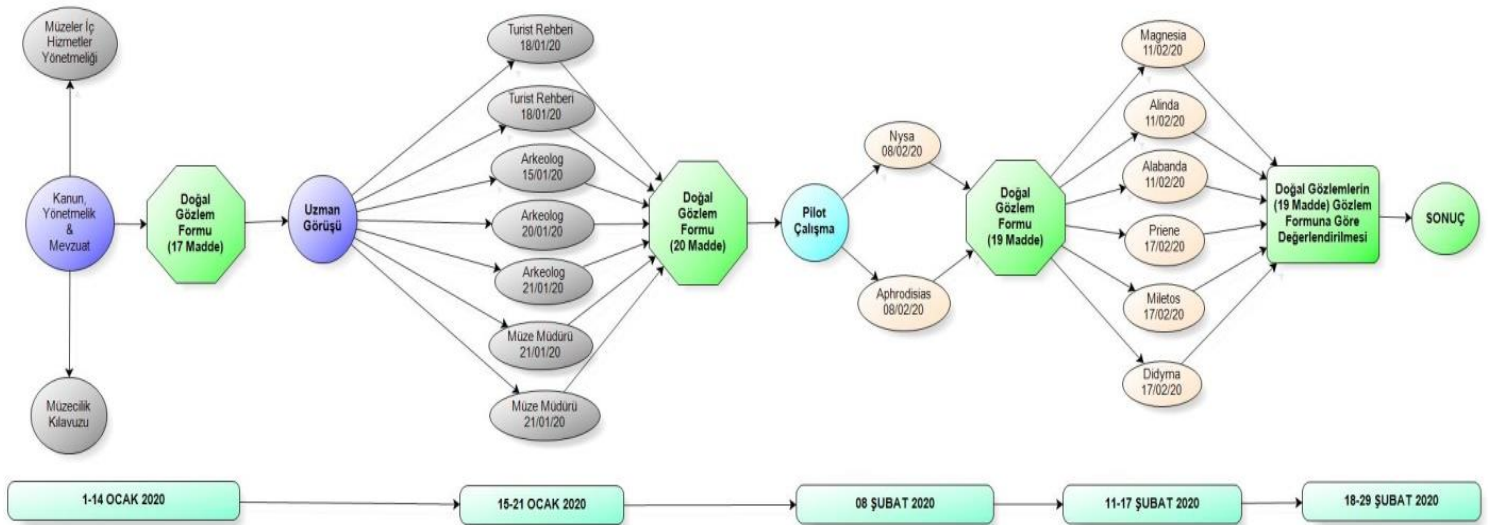 Müzeler İç
Hizmetler
Yönetmeliği
Kanun,
Yönetmelik
&
Mevzuat
Müzecilik
Kılavuzu
Doğal
Gözlem
Formu
(17 Madde)
Uzman
Görüşü
Turist Rehberi
18/01/20
Turist Rehberi
18/01/20
Arkeolog
15/01/20
Arkeolog
20/01/20
Arkeolog
21/01/20
Müze Müdürü
21/01/20
Müze Müdürü
21/01/20
Doğal
Gözlem
Formu
(20 Madde)
Pilot
Çalışma
Nysa
08/02/20
Aphrodisias
08/02/20
Doğal
Gözlem
Formu
(19 Madde)
Magnesia
11/02/20
Alinda
11/02/20
Alabanda
11/02/20
Priene
17/02/20
Miletos
17/02/20
Didyma
17/02/20
Doğal Gözlemlerin
(19 Madde) Gözlem
Formuna Göre
Değerlendirilmesi
SONUÇ
1-14 OCAK 2020
15-21 OCAK 2020
08 ŞUBAT 2020
11-17 ŞUBAT 2020
18-29 ŞUBAT 2020